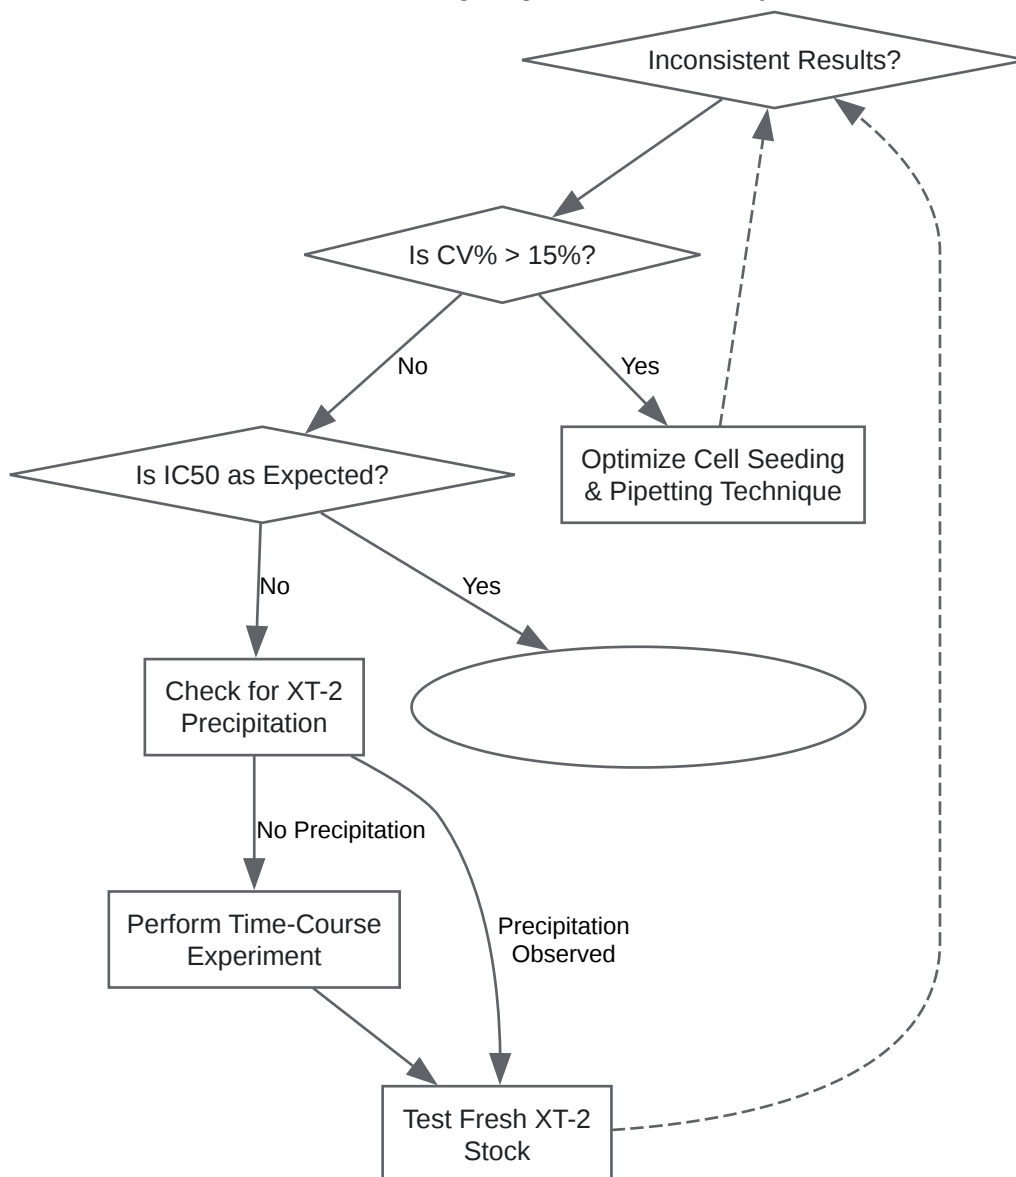 Inconsistent Results?
Is CV% > 15%?
No
Yes
Is IC50 as Expected?
Optimize Cell Seeding
& Pipetting Technique
No
Yes
Check for XT-2
Precipitation
No Precipitation
Perform Time-Course
Experiment
Precipitation
Observed
Test Fresh XT-2
Stock